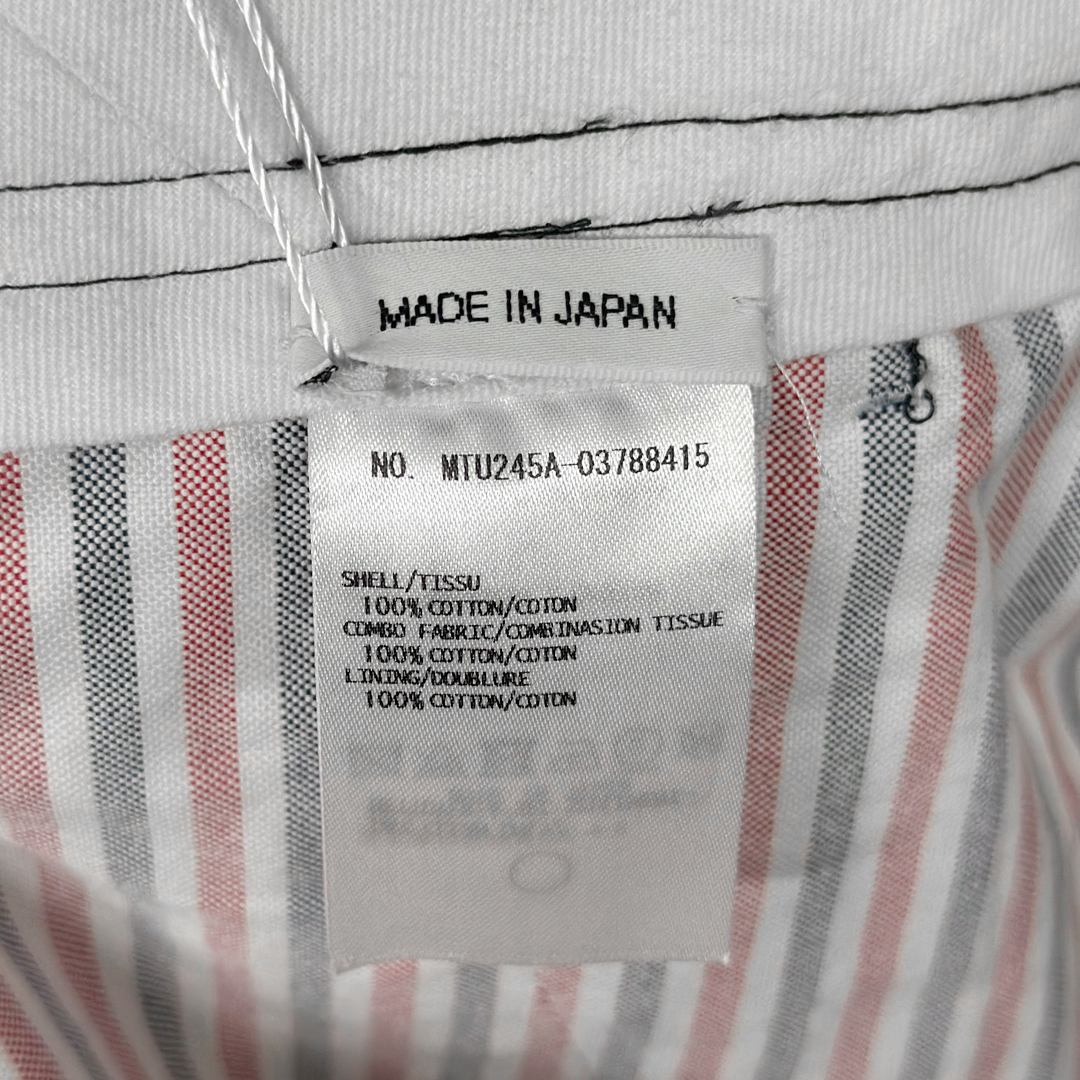 MADE IN JAPAN
NO. MTU245A-03788415
SHELL/TISSU
100% COTTON/COTON
COMBO FABRIC/COMBINASION TISSUE
100% COTTON/COTON
LINING/DOUBLURE
100% COTTON/COTON